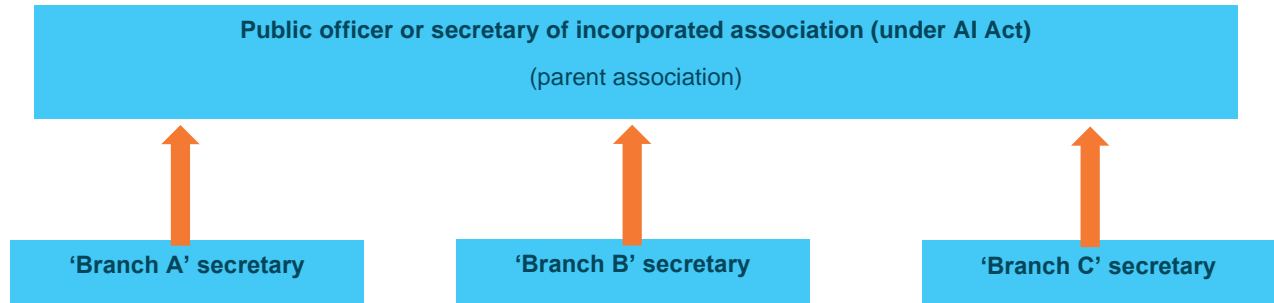 Public officer or secretary of incorporated association (under AI Act)
(parent association)
‘Branch A’ secretary
‘Branch B’ secretary
‘Branch C’ secretary